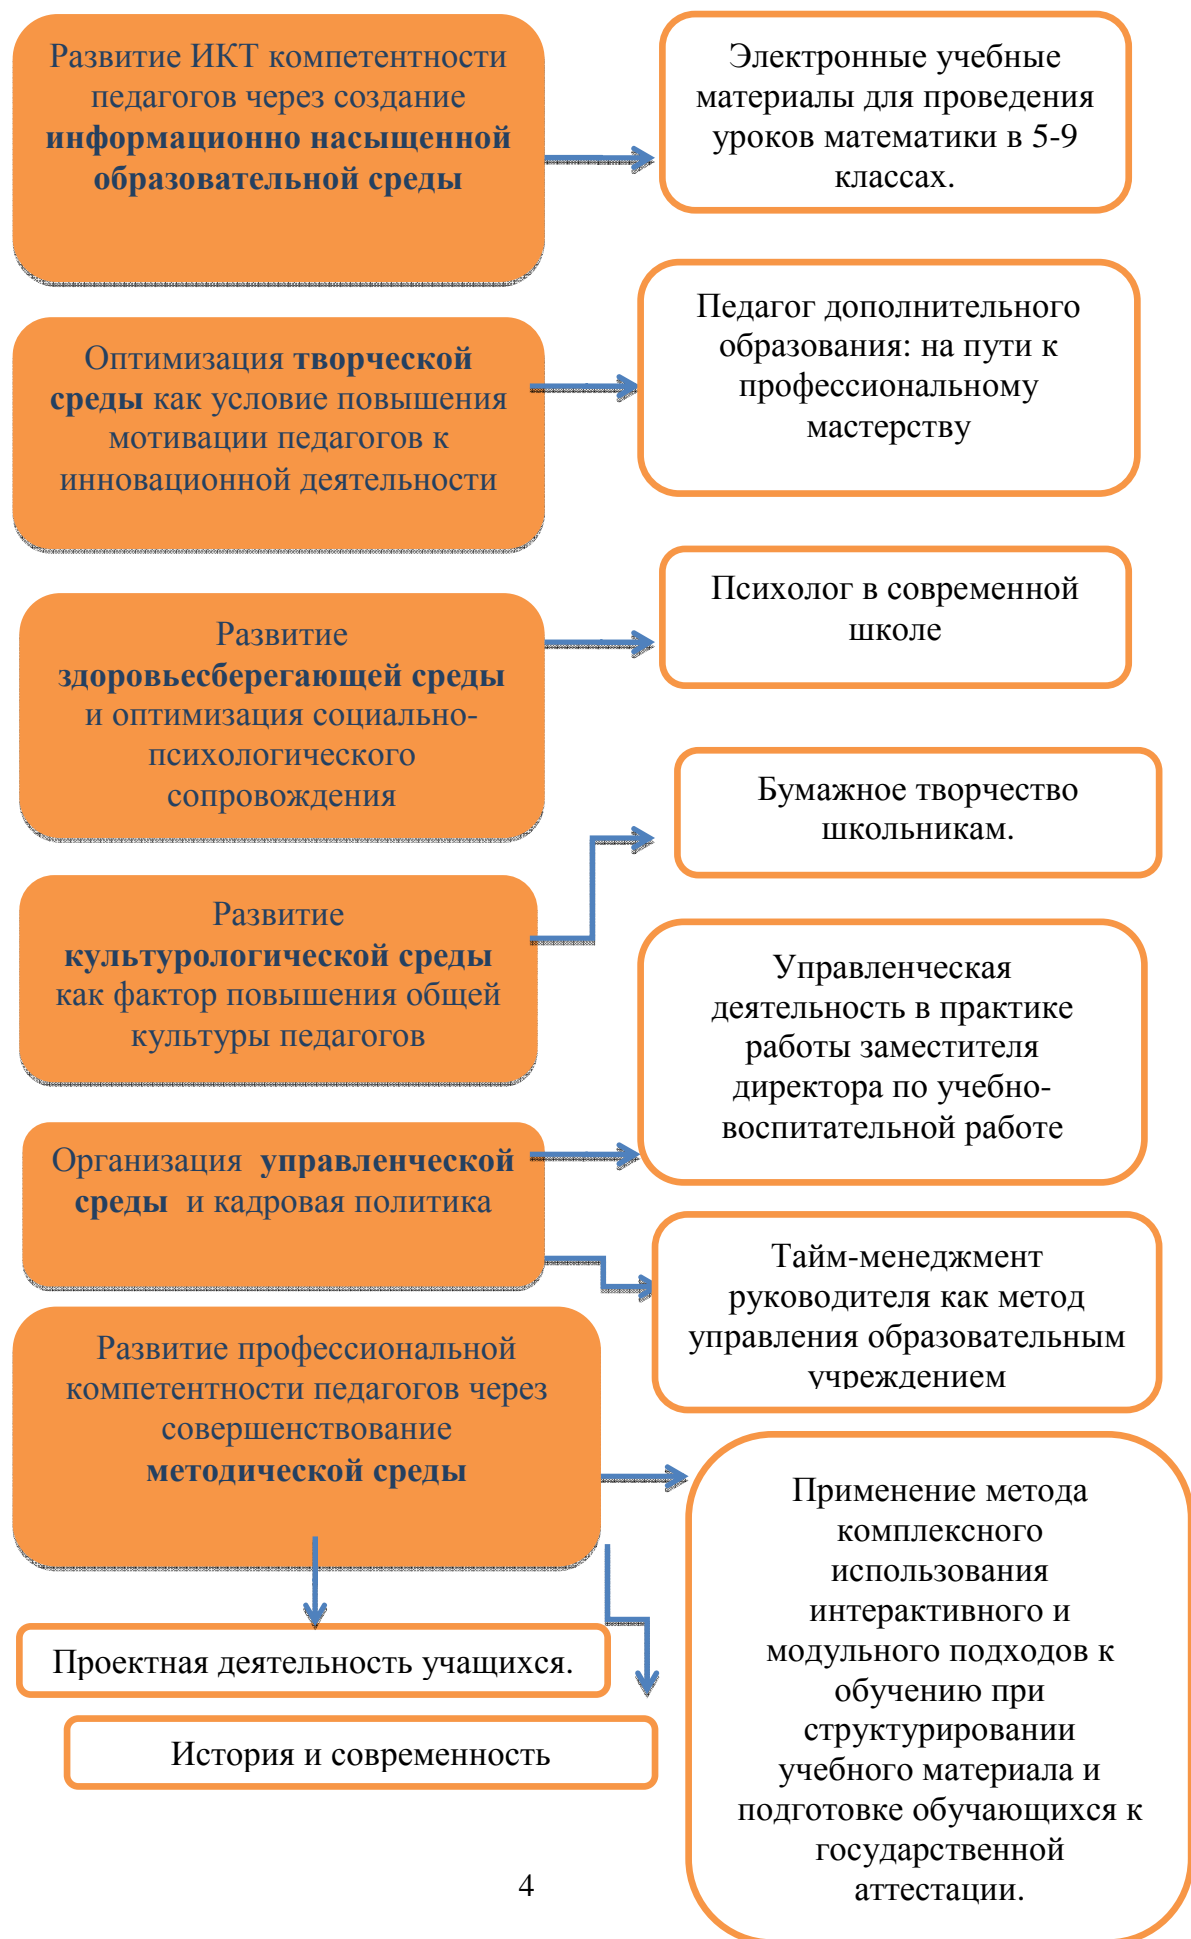 Развитие ИКТ компетентности
педагогов через создание
информационно насыщенной
образовательной среды
Электронные учебные
материалы для проведения
уроков математики в 5-9
классах.
Оптимизация творческой
среды как условие повышения
мотивации педагогов к
инновационной деятельности
Педагог дополнительного
образования: на пути к
профессиональному
мастерству
Развитие
здоровьесберегающей среды
и оптимизация социально-
психологического
сопровождения
Психолог в современной
школе
Развитие
культурологической среды
как фактор повышения общей
культуры педагогов
Бумажное творчество
школьникам.
Организация управленческой
среды и кадровая политика
Управленческая
деятельность в практике
работы заместителя
директора по учебно-
воспитательной работе
Тайм-менеджмент
руководителя как метод
управления образовательным
учреждением
Развитие профессиональной
компетентности педагогов через
совершенствование
методической среды
Применение метода
комплексного
использования
интерактивного и
модульного подходов к
обучению при
структурировании
учебного материала и
подготовке обучающихся к
государственной
аттестации.
Проектная деятельность учащихся.
История и современность
4